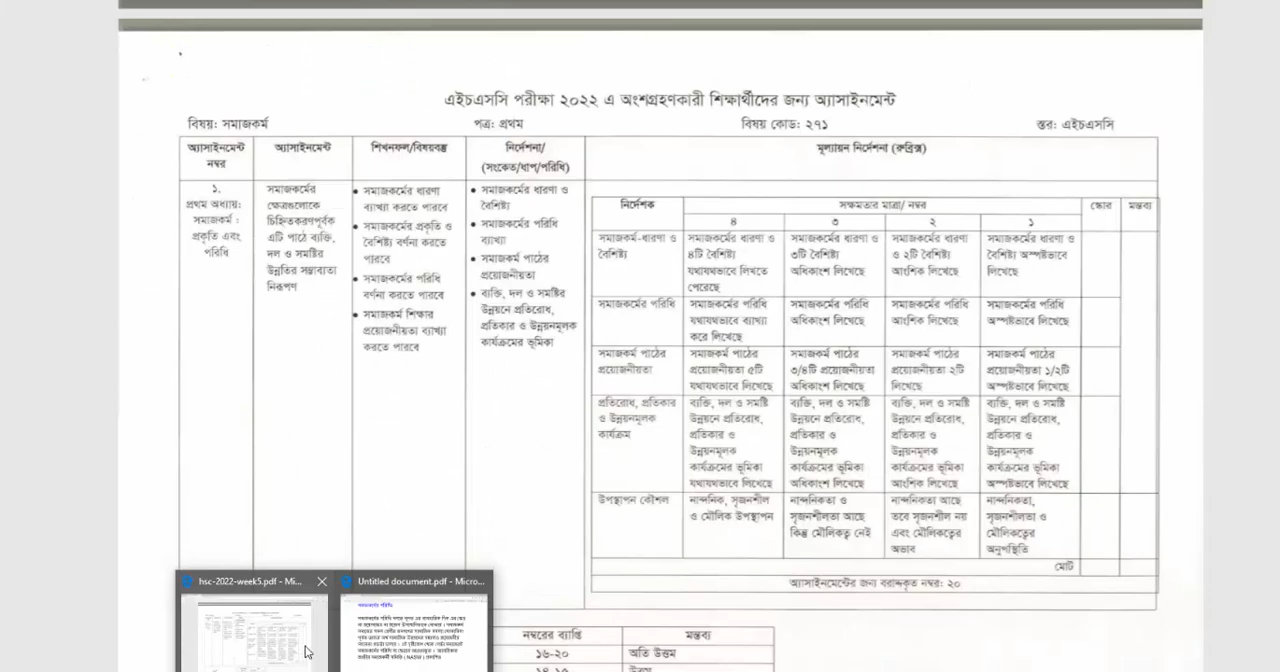 এইচএসসি পরীক্ষা ২০২২ এ অংশগ্রহণকারী শিক্ষার্থীদের জন্য অ্যাসাইনমেন্ট
বিষয়: সমাজকর্ম পত্র: প্রথম বিষয় কোড: ২৭১ স্তর: এইচএসসি
অ্যাসাইনমেন্ট
নম্বর
অ্যাসাইনমেন্ট
শিখনফল/বিষয়বস্তু
নির্দেশনা/
(সংকেত/ধাপ/পরিধি)
মূল্যায়ন নির্দেশনা (রুব্রিক্স)
১.
প্রথম অধ্যায়:
সমাজকর্ম :
প্রকৃতি এবং
পরিধি
সমাজকর্মের
ক্ষেত্রগুলোকে
চিহ্নিতকরণপূর্বক
এটি পাঠে ব্যক্তি,
দল ও সমষ্টির
উন্নতির সম্ভাব্যতা
নিরূপণ
• সমাজকর্মের ধারণা
ব্যাখ্যা করতে পারবে
• সমাজকর্মের প্রকৃতি ও
বৈশিষ্ট্য বর্ণনা করতে
পারবে
• সমাজকর্মের পরিধি
বর্ণনা করতে পারবে
• সমাজকর্ম শিক্ষার
প্রয়োজনীয়তা ব্যাখ্যা
করতে পারবে
• সমাজকর্মের ধারণা ও
বৈশিষ্ট্য
• সমাজকর্মের পরিধি
ব্যাখ্যা
• সমাজকর্ম পাঠের
প্রয়োজনীয়তা
• ব্যক্তি, দল ও সমষ্টির
উন্নয়নে প্রতিরোধ,
প্রতিকার ও উন্নয়নমূলক
কার্যক্রমের ভূমিকা
নির্দেশক সক্ষমতার মাত্রা/ নম্বর স্কোর মন্তব্য
৪ ৩ ২ ১
সমাজকর্ম-ধারণা ও
বৈশিষ্ট্য
সমাজকর্মের ধারণা ও
৪টি বৈশিষ্ট্য
যথাযথভাবে লিখতে
পেরেছে
সমাজকর্মের ধারণা ও
৩টি বৈশিষ্ট্য
অধিকাংশ লিখেছে
সমাজকর্মের ধারণা
ও ২টি বৈশিষ্ট্য
আংশিক লিখেছে
সমাজকর্মের ধারণা ও
বৈশিষ্ট্য অস্পষ্টভাবে
লিখেছে
সমাজকর্মের পরিধি
সমাজকর্মের পরিধি
যথাযথভাবে ব্যাখ্যা
করে লিখেছে
সমাজকর্মের পরিধি
অধিকাংশ লিখেছে
সমাজকর্মের পরিধি
আংশিক লিখেছে
সমাজকর্মের পরিধি
অস্পষ্টভাবে লিখেছে
সমাজকর্ম পাঠের
প্রয়োজনীয়তা
সমাজকর্ম পাঠের
প্রয়োজনীয়তা ৫টি
যথাযথভাবে লিখেছে
সমাজকর্ম পাঠের
৩/৪টি প্রয়োজনীয়তা
অধিকাংশ লিখেছে
সমাজকর্ম পাঠের
প্রয়োজনীয়তা ২টি
লিখেছে
সমাজকর্ম পাঠের
প্রয়োজনীয়তা ১/২টি
অস্পষ্টভাবে লিখেছে
প্রতিরোধ, প্রতিকার
ও উন্নয়নমূলক
কার্যক্রম
ব্যক্তি, দল ও সমষ্টি
উন্নয়নে প্রতিরোধ,
প্রতিকার ও
উন্নয়নমূলক
কার্যক্রমের ভূমিকা
যথাযথভাবে লিখেছে
ব্যক্তি, দল ও সমষ্টি
উন্নয়নে প্রতিরোধ,
প্রতিকার ও
উন্নয়নমূলক
কার্যক্রমের ভূমিকা
অধিকাংশ লিখেছে
ব্যক্তি, দল ও সমষ্টি
উন্নয়নে প্রতিরোধ,
প্রতিকার ও
উন্নয়নমূলক
কার্যক্রমের ভূমিকা
আংশিক লিখেছে
ব্যক্তি, দল ও সমষ্টি
উন্নয়নে প্রতিরোধ,
প্রতিকার ও
উন্নয়নমূলক
কার্যক্রমের ভূমিকা
অস্পষ্টভাবে লিখেছে
উপস্থাপন কৌশল
নান্দনিক, সৃজনশীল
ও মৌলিক উপস্থাপন
নান্দনিকতা ও
সৃজনশীলতা আছে
কিন্তু মৌলিকত্ব নেই
নান্দনিকতা আছে
তবে সৃজনশীল নয়
এবং মৌলিকত্বের
অভাব
নান্দনিকতা,
সৃজনশীলতা ও
মৌলিকত্বের
অনুপস্থিতি
মোট
অ্যাসাইনমেন্টের জন্য বরাদ্দকৃত নম্বর: ২০
নম্বরের ব্যাপ্তি মন্তব্য
১৬-২০ অতি উত্তম
hsc-2022-week5.pdf - Mi...
Untitled document.pdf - Micro...
সমাজকর্মের পরিধিঃ